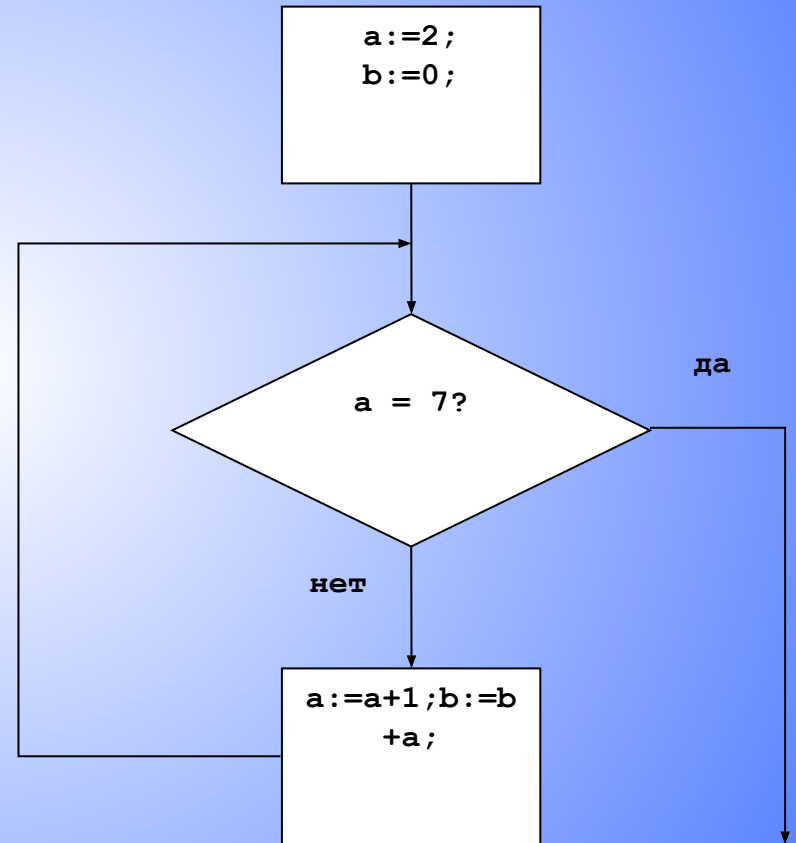 a:=2;
b:=0;
a = 7?
да
нет
a:=a+1;b:=b
+a;